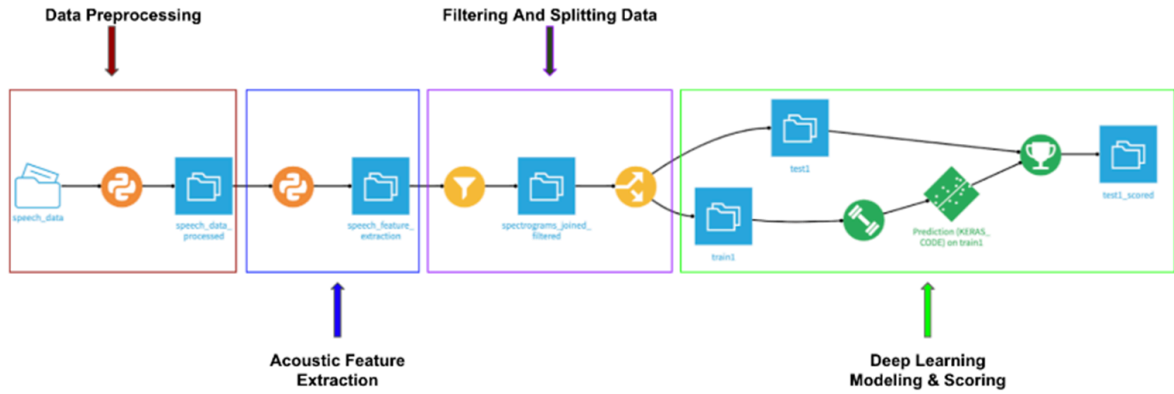 Data Preprocessing
Filtering And Splitting Data
speech_data
speech_data_
processed
speech_feature_
extraction
spectrograms_joined_
filtered
test1
train1
Prediction (KERAS_
CODE) on train1
test1_scored
Acoustic Feature
Extraction
Deep Learning
Modeling & Scoring